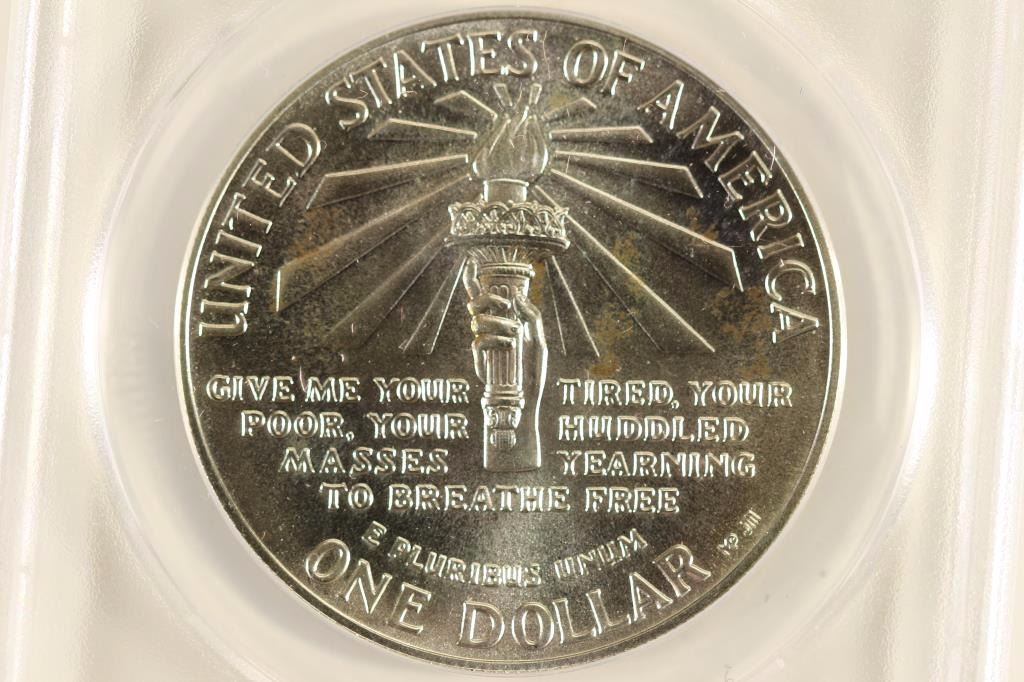 UNITED STATES OF AMERICA
GIVE ME YOUR TIRED, YOUR
POOR, YOUR HUDDLED
MASSES YEARNING
TO BREATHE FREE
E PLURIBUS UNUM
ONE DOLLAR